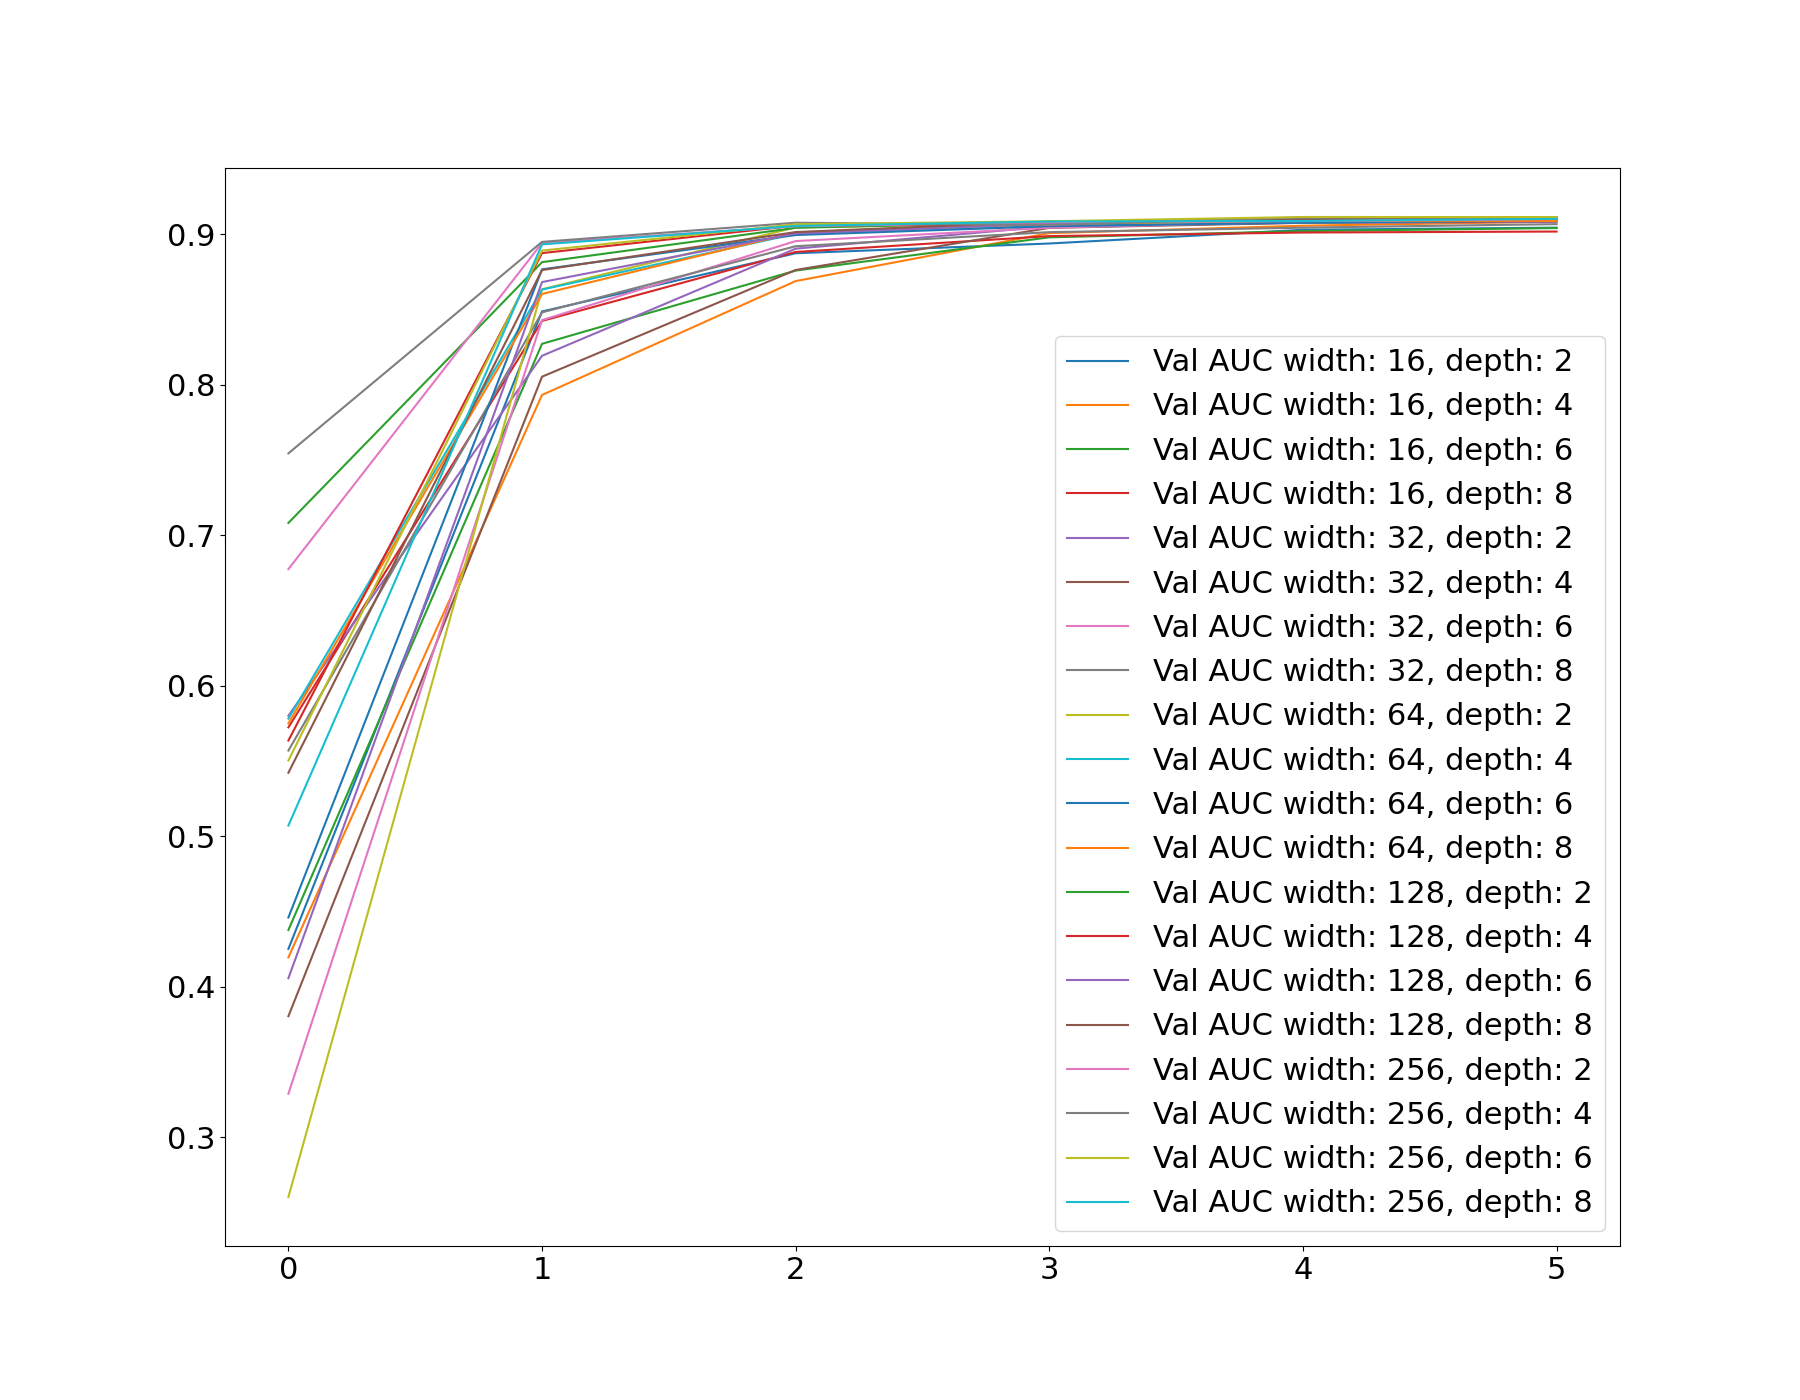 0.9
0.8
0.7
0.6
0.5
0.4
0.3
Val AUC width: 16, depth: 2
Val AUC width: 16, depth: 4
Val AUC width: 16, depth: 6
Val AUC width: 16, depth: 8
Val AUC width: 32, depth: 2
Val AUC width: 32, depth: 4
Val AUC width: 32, depth: 6
Val AUC width: 32, depth: 8
Val AUC width: 64, depth: 2
Val AUC width: 64, depth: 4
Val AUC width: 64, depth: 6
Val AUC width: 64, depth: 8
Val AUC width: 128, depth: 2
Val AUC width: 128, depth: 4
Val AUC width: 128, depth: 6
Val AUC width: 128, depth: 8
Val AUC width: 256, depth: 2
Val AUC width: 256, depth: 4
Val AUC width: 256, depth: 6
Val AUC width: 256, depth: 8
0 1 2 3 4 5